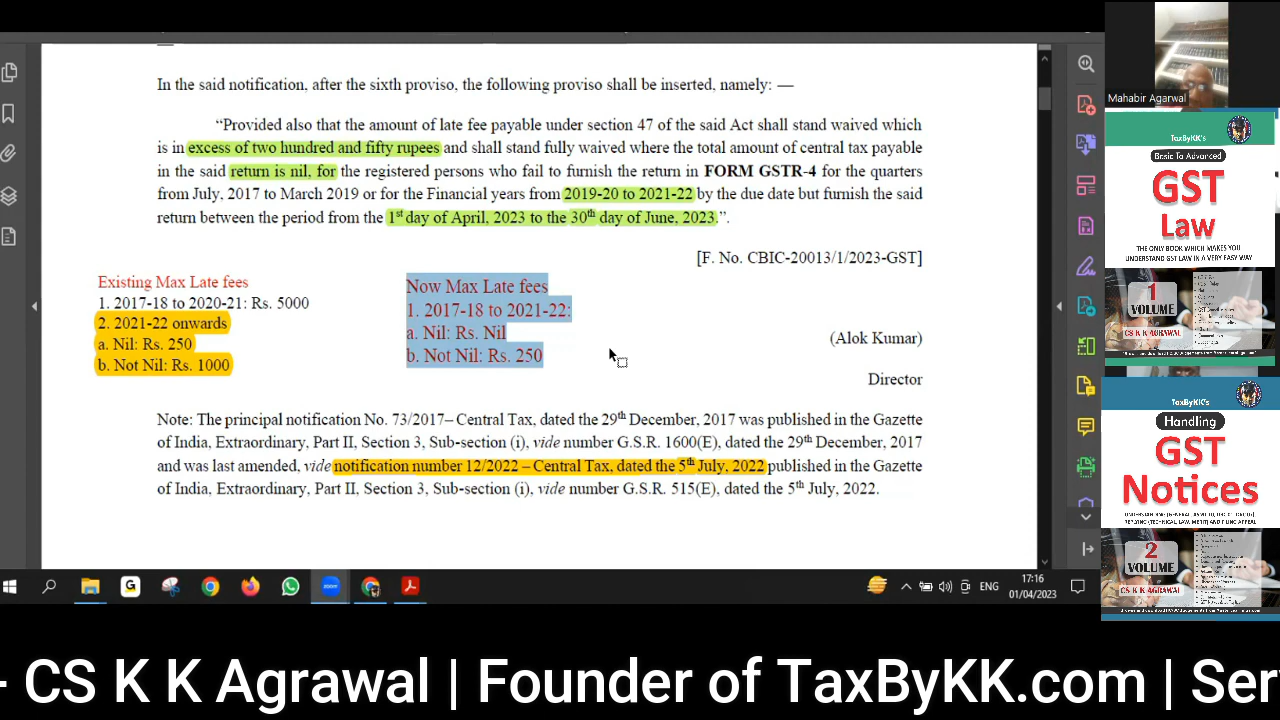 In the said notification, after the sixth proviso, the following proviso shall be inserted, namely: —
“Provided also that the amount of late fee payable under section 47 of the said Act shall stand waived which
is in excess of two hundred and fifty rupees and shall stand fully waived where the total amount of central tax payable
in the said return is nil, for the registered persons who fail to furnish the return in FORM GSTR-4 for the quarters
from July, 2017 to March 2019 or for the Financial years from 2019-20 to 2021-22 by the due date but furnish the said
return between the period from the 1st day of April, 2023 to the 30th day of June, 2023.”.
[F. No. CBIC-20013/1/2023-GST]
Existing Max Late fees
1. 2017-18 to 2020-21: Rs. 5000
2. 2021-22 onwards
a. Nil: Rs. 250
b. Not Nil: Rs. 1000
Now Max Late fees
1. 2017-18 to 2021-22:
a. Nil: Rs. Nil
b. Not Nil: Rs. 250
(Alok Kumar)
Director
Note: The principal notification No. 73/2017– Central Tax, dated the 29th December, 2017 was published in the Gazette
of India, Extraordinary, Part II, Section 3, Sub-section (i), vide number G.S.R. 1600(E), dated the 29th December, 2017
and was last amended, vide notification number 12/2022 – Central Tax, dated the 5th July, 2022 published in the Gazette
of India, Extraordinary, Part II, Section 3, Sub-section (i), vide number G.S.R. 515(E), dated the 5th July, 2022.
zoom
ENG
17:16
01/04/2023
Mahabir Agarwal
TaxByKK's
Basic To Advanced
GST
Law
THE ONLY BOOK WHICH MAKES YOU
UNDERSTAND GST LAW IN A VERY EASY WAY
1
VOLUME
CS K K AGRAWAL
TaxByKK's
Handling
GST
Notices
2
VOLUME
CS K K AGRAWAL
- CS K K Agrawal | Founder of TaxByKK.com | Ser